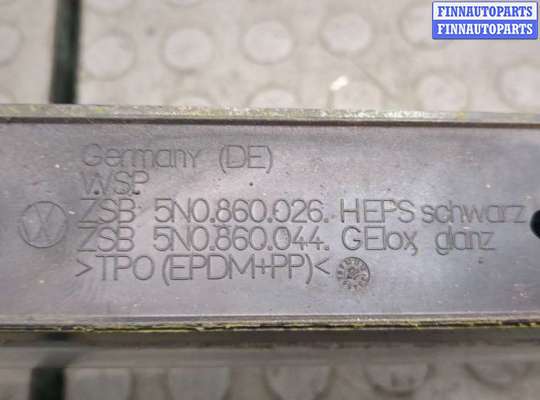 FINNAUTOPARTS
FINNAUTOPARTS
Germany (DE)
V.V.S.P.
ZSB 5N0.860.026. HEPS schwarz
ZSB 5N0.860.044. GElox, glanz
>TPO (EPDM+PP)<